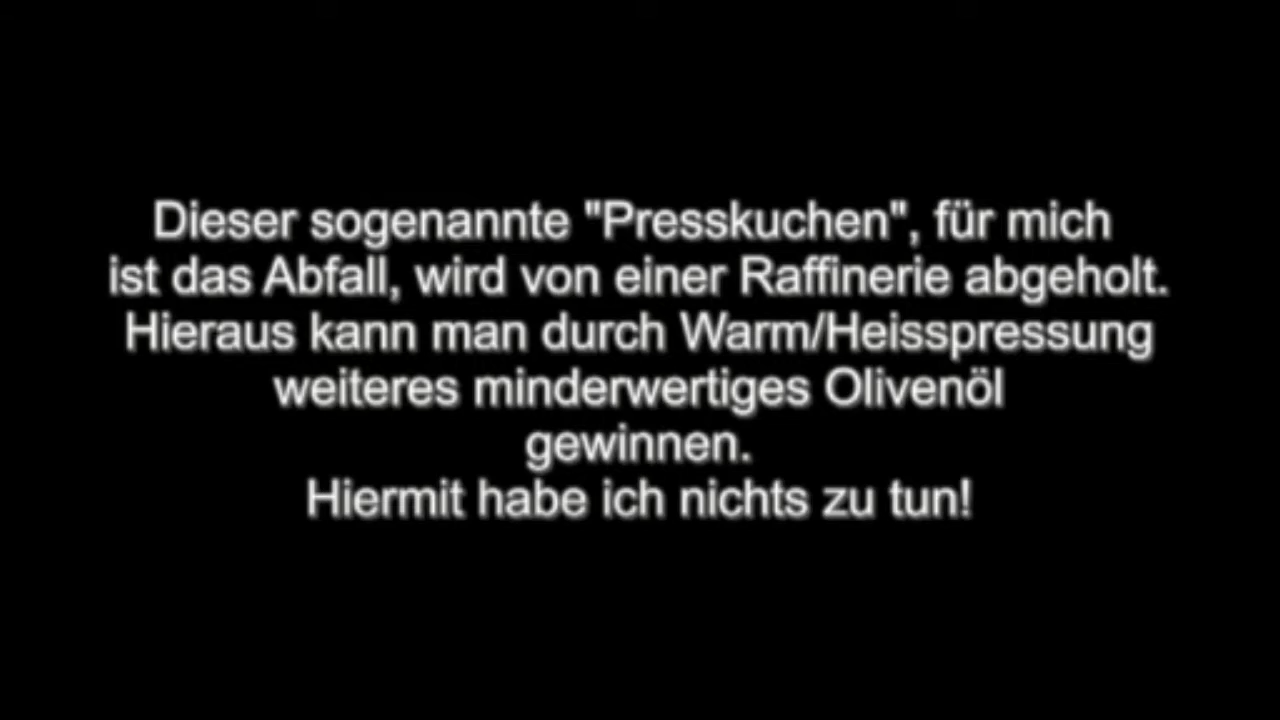 Dieser sogenannte "Presskuchen", für mich
ist das Abfall, wird von einer Raffinerie abgeholt.
Hieraus kann man durch Warm/Heisspressung
weiteres minderwertiges Olivenöl
gewinnen.
Hiermit habe ich nichts zu tun!